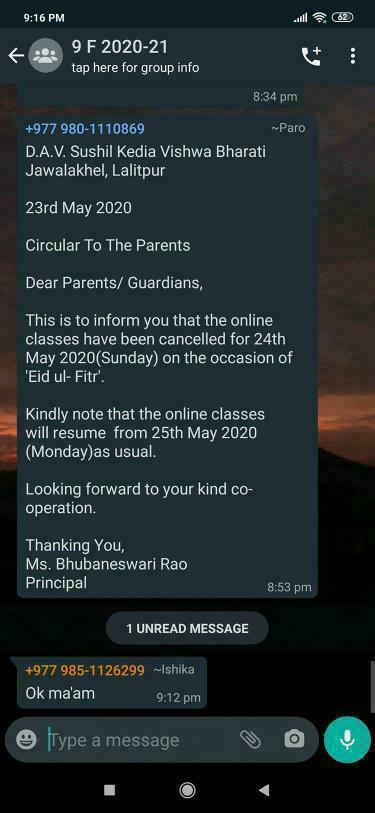 9:16 PM
62
9 F 2020-21
tap here for group info
8:34 pm
+977 980-1110869
~Paro
D.A.V. Sushil Kedia Vishwa Bharati
Jawalakhel, Lalitpur
23rd May 2020
Circular To The Parents
Dear Parents/ Guardians,
This is to inform you that the online
classes have been cancelled for 24th
May 2020(Sunday) on the occasion of
'Eid ul- Fitr'.
Kindly note that the online classes
will resume  from 25th May 2020
(Monday)as usual.
Looking forward to your kind co-
operation.
Thanking You,
Ms. Bhubaneswari Rao
Principal
8:53 pm
1 UNREAD MESSAGE
+977 985-1126299 ~Ishika
Ok ma'am
9:12 pm
Type a message